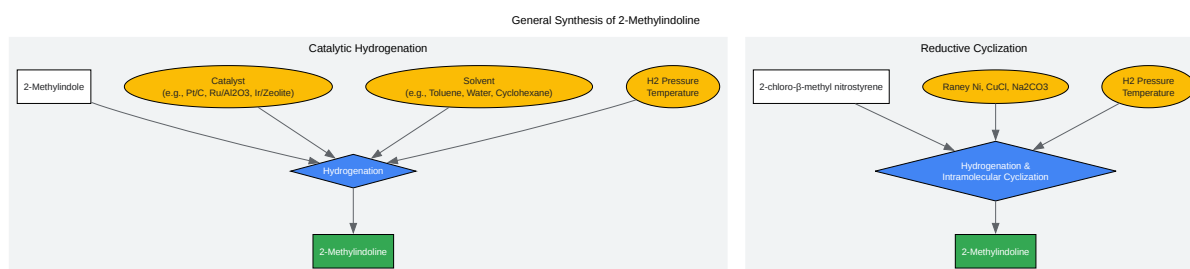 General Synthesis of 2-Methylindoline
Catalytic Hydrogenation
2-Methylindole
Catalyst
(e.g., Pt/C, Ru/Al2O3, Ir/Zeolite)
Solvent
(e.g., Toluene, Water, Cyclohexane)
H2 Pressure
Temperature
Hydrogenation
2-Methylindoline
Reductive Cyclization
2-chloro-β-methyl nitrostyrene
Raney Ni, CuCl, Na2CO3
H2 Pressure
Temperature
Hydrogenation &
Intramolecular Cyclization
2-Methylindoline